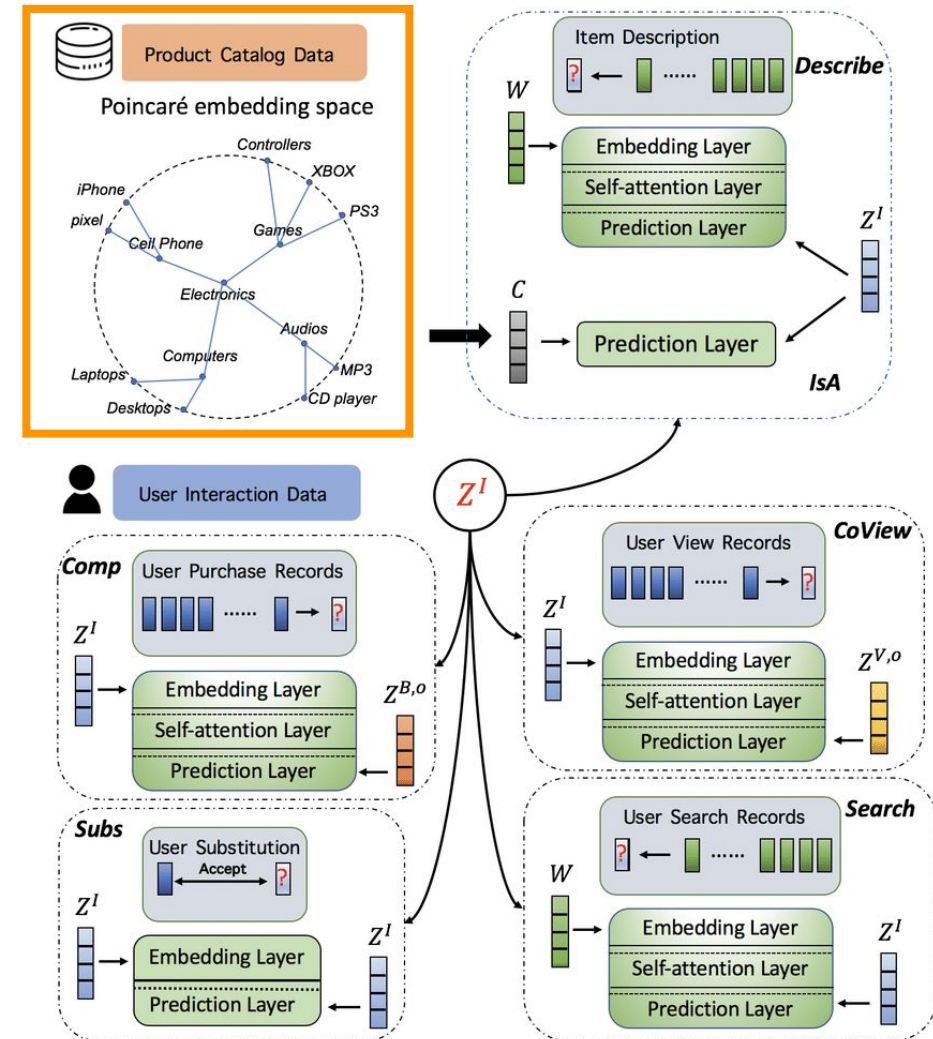 Product Catalog Data
Poincaré embedding space
Controllers
XBOX
iPhone
PS3
pixel
Games
Cell Phone
Electronics
Audios
Computers
MP3
Laptops
CD player
Desktops
Item Description
? ......
Describe
W
Embedding Layer
Self-attention Layer
Prediction Layer
Z^I
C
Prediction Layer
IsA
User Interaction Data
Z^I
Comp
User Purchase Records
...... ?
Z^I
Embedding Layer
Self-attention Layer
Prediction Layer
Z^{B,o}
CoView
User View Records
...... ?
Z^I
Embedding Layer
Self-attention Layer
Prediction Layer
Z^{V,o}
Subs
User Substitution
Accept
?
Z^I
Embedding Layer
Prediction Layer
Z^I
Search
User Search Records
? ......
W
Embedding Layer
Self-attention Layer
Prediction Layer
Z^I